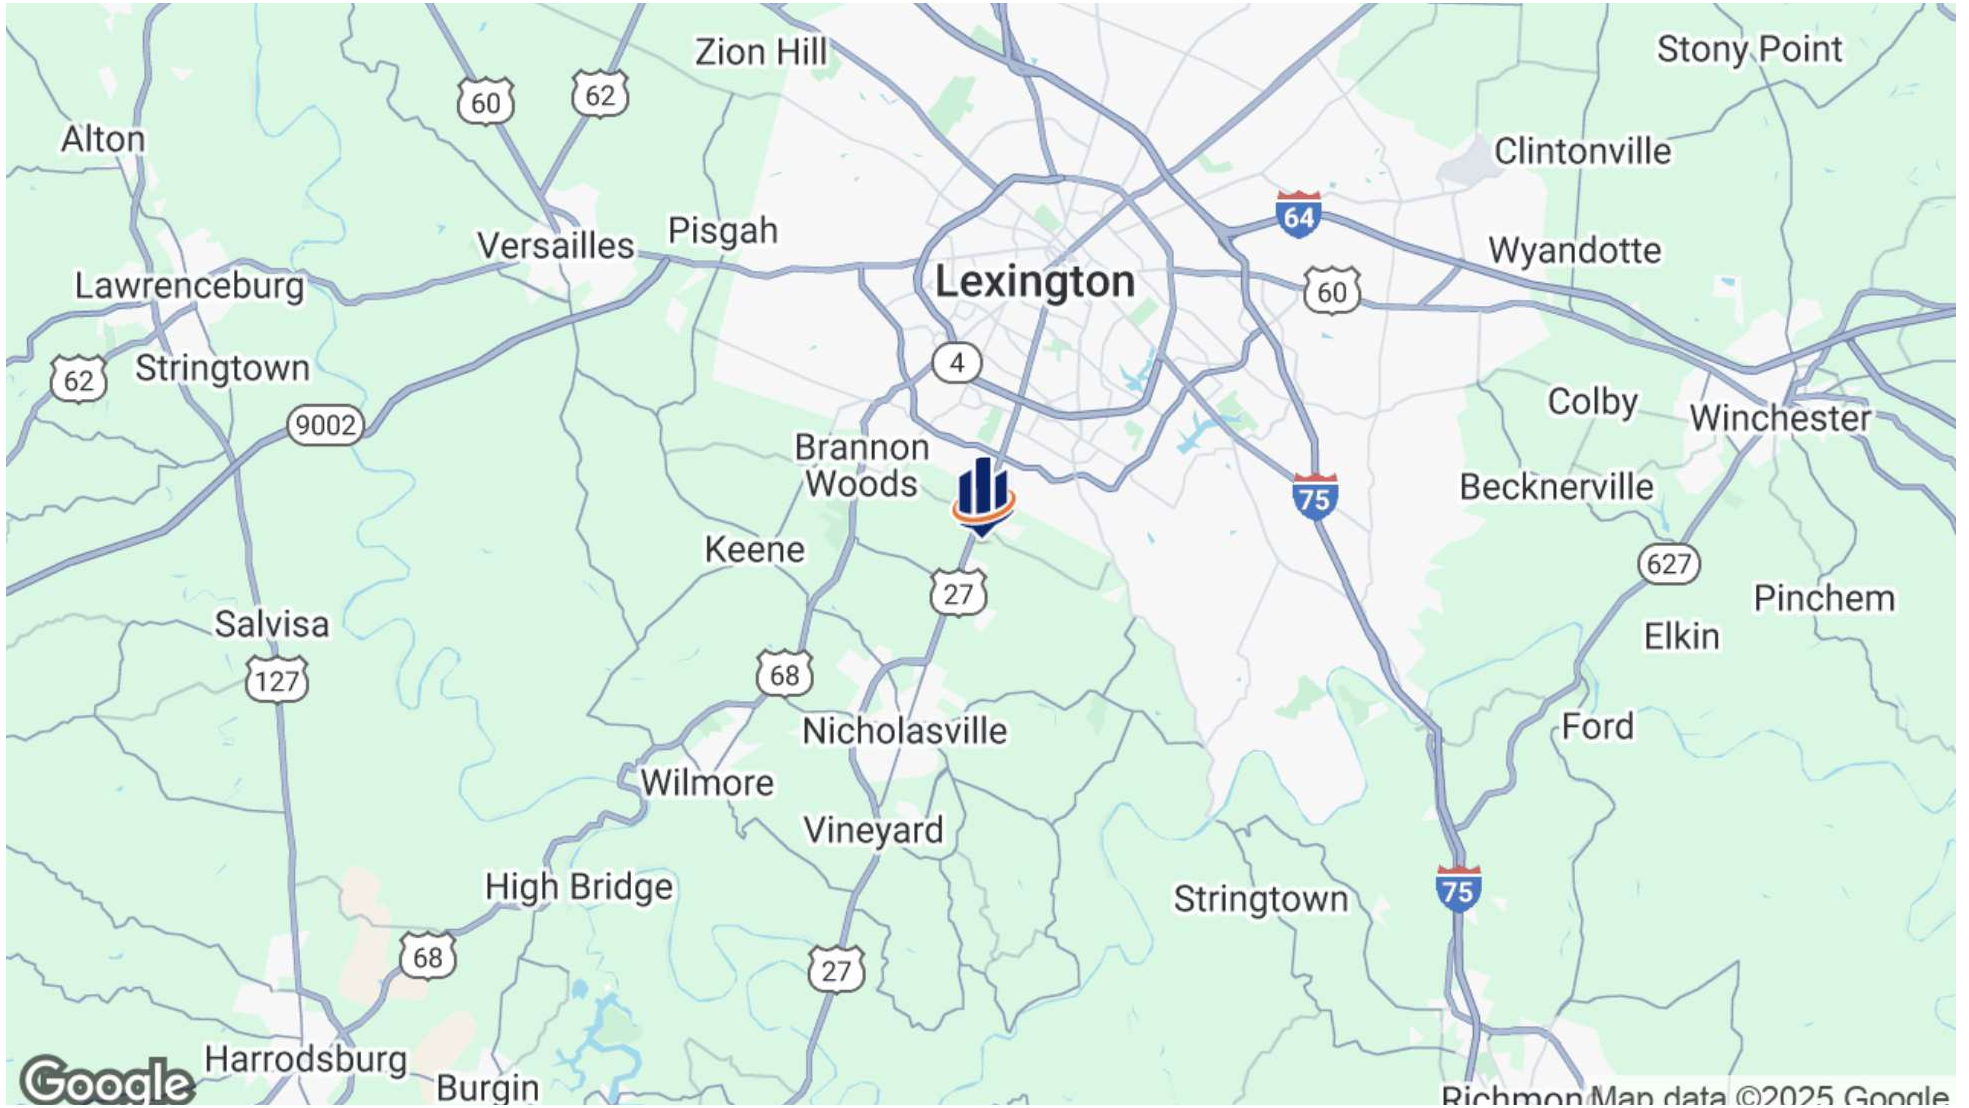 Zion Hill
Stony Point
60
62
Alton
Clintonville
64
Versailles
Pisgah
Wyandotte
Lawrenceburg
Lexington
60
62
Stringtown
4
Colby
Winchester
9002
Brannon
Woods
75
Becknerville
Keene
627
27
Pinchem
Salvisa
Elkin
127
68
Nicholasville
Ford
Wilmore
Vineyard
High Bridge
75
Stringtown
68
27
Harrodsburg
Google
Burgin
Richmon
Map data ©2025 Google